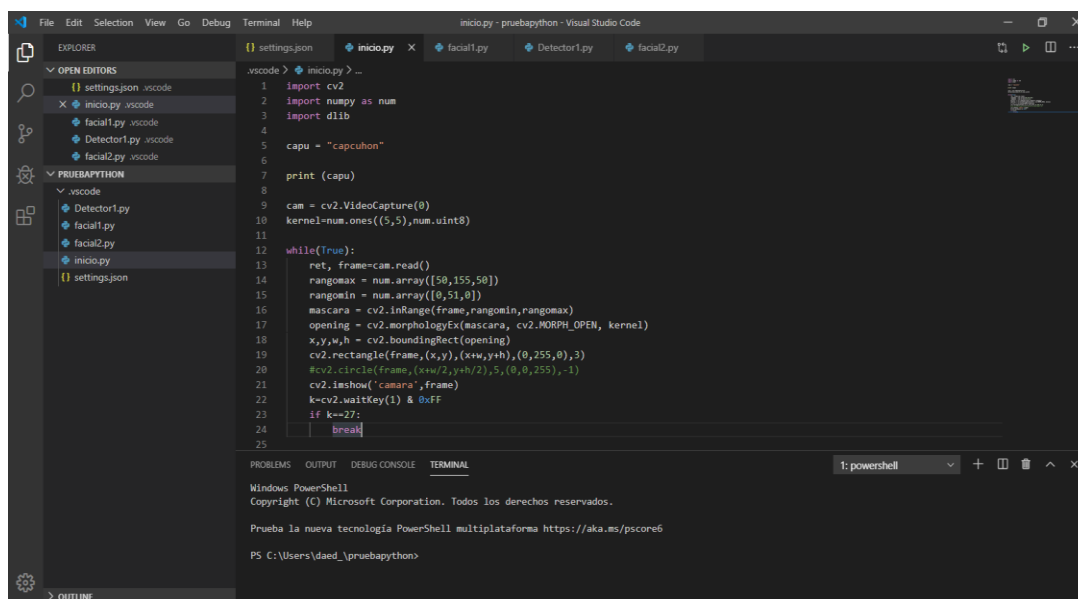 File Edit Selection View Go Debug Terminal Help
inicio.py - pruebapython - Visual Studio Code
EXPLORER
OPEN EDITORS
{} settings.json .vscode
inicio.py .vscode
facial1.py .vscode
Detector1.py .vscode
facial2.py .vscode
PRUEBAPYTHON
.vscode
Detector1.py
facial1.py
facial2.py
inicio.py
{} settings.json
OUTLINE
{} settings.json inicio.py facial1.py Detector1.py facial2.py
.vscode > inicio.py > ...
1 import cv2
2 import numpy as num
3 import dlib
4
5 capu = "capcuhon"
6
7 print (capu)
8
9 cam = cv2.VideoCapture(0)
10 kernel=num.ones((5,5),num.uint8)
11
12 while(True):
13 ret, frame=cam.read()
14 rangomax = num.array([50,155,50])
15 rangomin = num.array([0,51,0])
16 mascara = cv2.inRange(frame,rangomin,rangomax)
17 opening = cv2.morphologyEx(mascara, cv2.MORPH_OPEN, kernel)
18 x,y,w,h = cv2.boundingRect(opening)
19 cv2.rectangle(frame,(x,y),(x+w,y+h),(0,255,0),3)
20 #cv2.circle(frame,(x+w/2,y+h/2),5,(0,0,255),-1)
21 cv2.imshow('camara',frame)
22 k=cv2.waitKey(1) & 0xFF
23 if k==27:
24 break
25
PROBLEMS OUTPUT DEBUG CONSOLE TERMINAL
1: powershell
Windows PowerShell
Copyright (C) Microsoft Corporation. Todos los derechos reservados.
Prueba la nueva tecnología PowerShell multiplataforma https://aka.ms/pscore6
PS C:\Users\daed_\pruebapython>